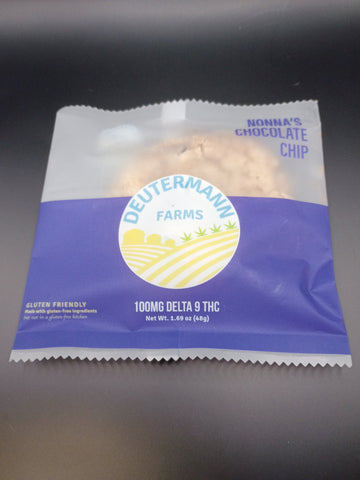 NONNA'S
CHOCOLATE
CHIP
DEUTERMANN
FARMS
100MG DELTA 9 THC
Net Wt. 1.69 oz (48g)
GLUTEN FRIENDLY
Made with gluten-free ingredients
but not in a gluten-free kitchen